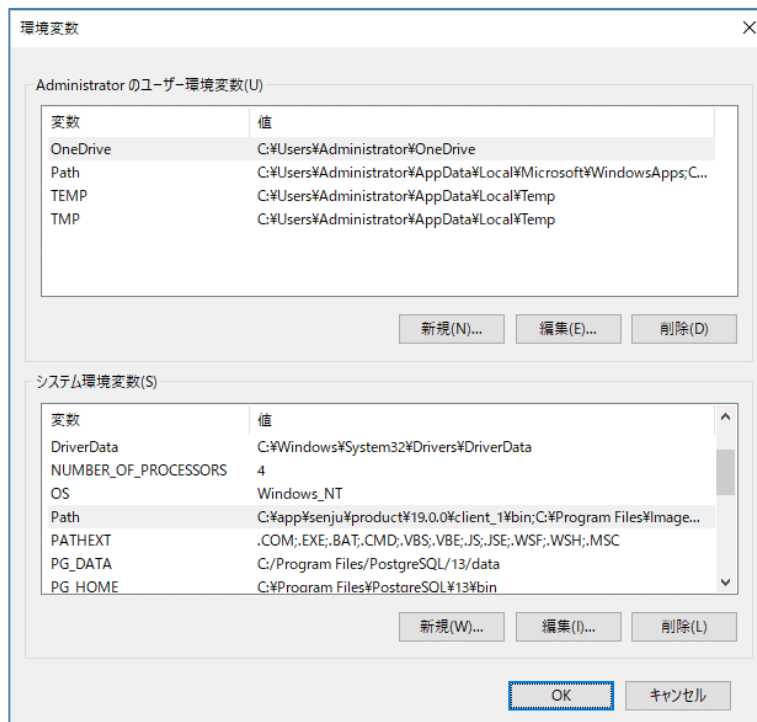 環境変数
Administrator のユーザー環境変数(U)
変数 値
OneDrive C:¥Users¥Administrator¥OneDrive
Path C:¥Users¥Administrator¥AppData¥Local¥Microsoft¥WindowsApps;C...
TEMP C:¥Users¥Administrator¥AppData¥Local¥Temp
TMP C:¥Users¥Administrator¥AppData¥Local¥Temp
新規(N)... 編集(E)... 削除(D)
システム環境変数(S)
変数 値
DriverData C:¥Windows¥System32¥Drivers¥DriverData
NUMBER_OF_PROCESSORS 4
OS Windows_NT
Path C:¥app¥senju¥product¥19.0.0¥client_1¥bin;C:¥Program Files¥Image...
PATHEXT .COM;.EXE;.BAT;.CMD;.VBS;.VBE;.JS;.JSE;.WSF;.WSH;.MSC
PG_DATA C:/Program Files/PostgreSQL/13/data
PG_HOME C:¥Program Files¥PostgreSQL¥13¥bin
新規(W)... 編集(I)... 削除(L)
OK キャンセル